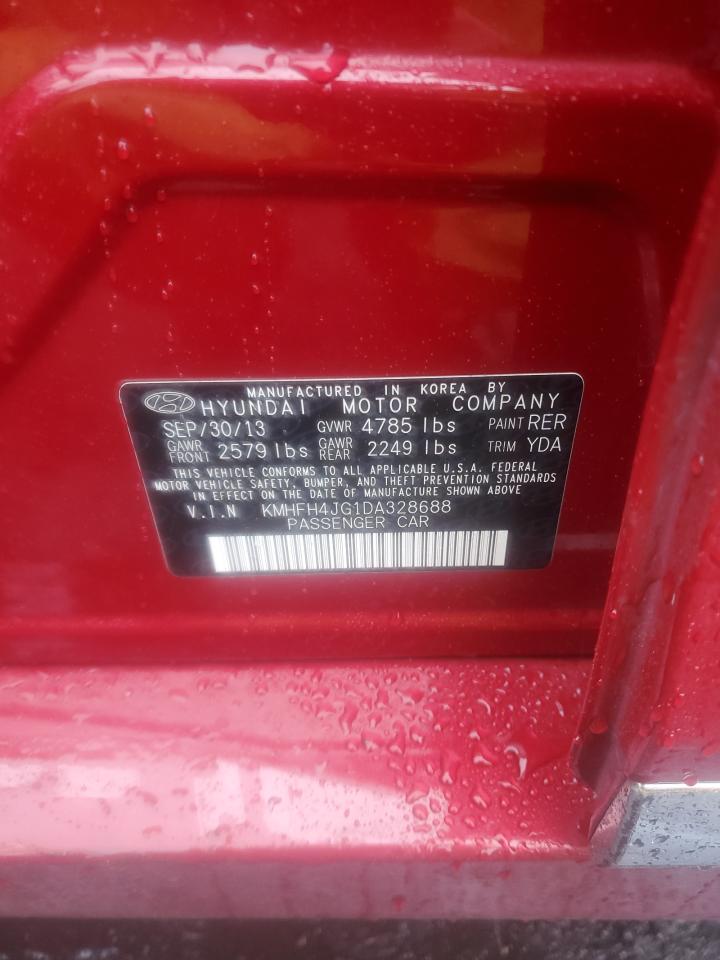 MANUFACTURED IN KOREA BY
HYUNDAI MOTOR COMPANY
SEP/30/13 GVWR 4785 lbs PAINT RER
GAWR FRONT 2579 lbs GAWR REAR 2249 lbs TRIM YDA
THIS VEHICLE CONFORMS TO ALL APPLICABLE U.S.A. FEDERAL
MOTOR VEHICLE SAFETY, BUMPER, AND THEFT PREVENTION STANDARDS
IN EFFECT ON THE DATE OF MANUFACTURE SHOWN ABOVE
V.I.N KMHFH4JG1DA328688
PASSENGER CAR